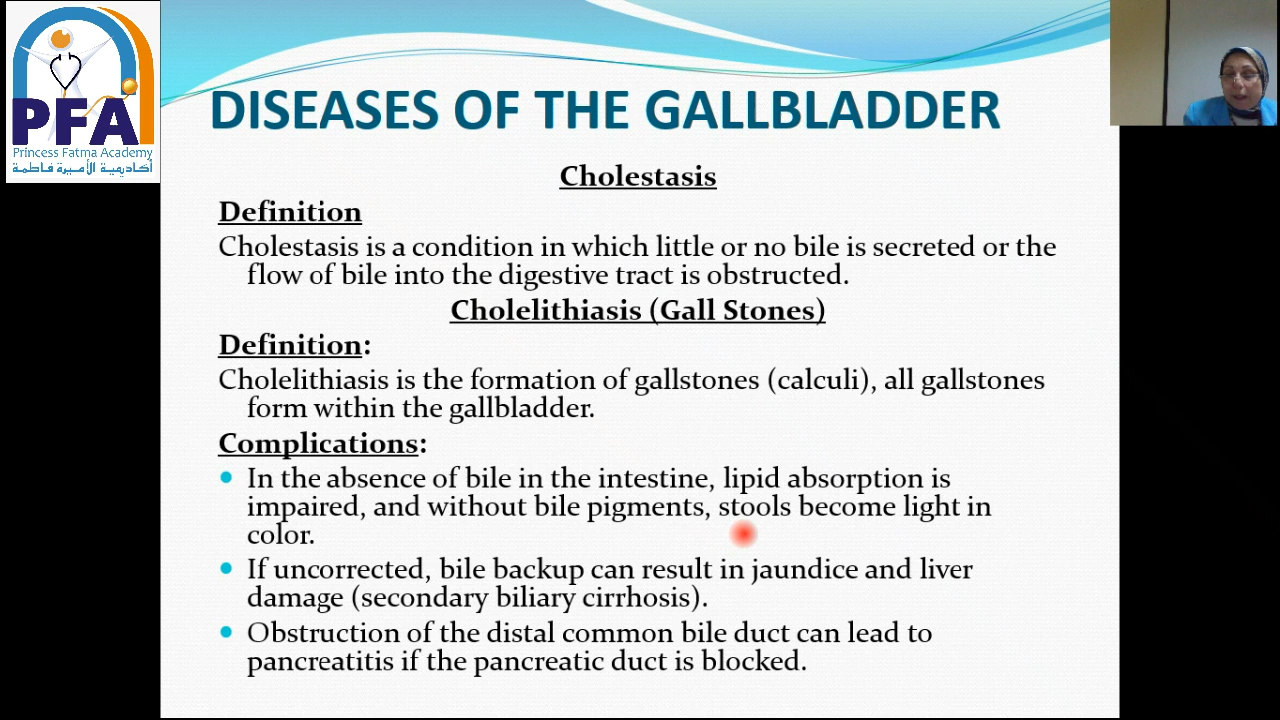 PFA
Princess Fatma Academy
أكاديمية الأميرة فاطمة
DISEASES OF THE GALLBLADDER
Cholestasis
Definition
Cholestasis is a condition in which little or no bile is secreted or the
flow of bile into the digestive tract is obstructed.
Cholelithiasis (Gall Stones)
Definition:
Cholelithiasis is the formation of gallstones (calculi), all gallstones
form within the gallbladder.
Complications:
In the absence of bile in the intestine, lipid absorption is
impaired, and without bile pigments, stools become light in
color.
If uncorrected, bile backup can result in jaundice and liver
damage (secondary biliary cirrhosis).
Obstruction of the distal common bile duct can lead to
pancreatitis if the pancreatic duct is blocked.